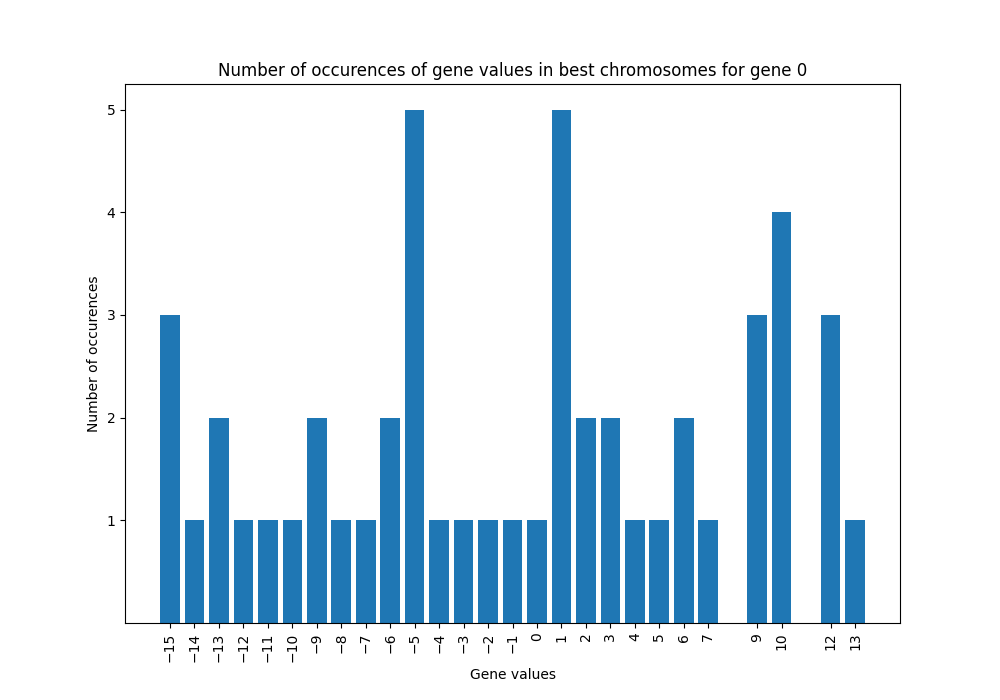 Number of occurences of gene values in best chromosomes for gene 0
Number of occurences
5
4
3
2
1
−15 −14 −13 −12 −11 −10 −9 −8 −7 −6 −5 −4 −3 −2 −1 0 1 2 3 4 5 6 7 9 10 12 13
Gene values